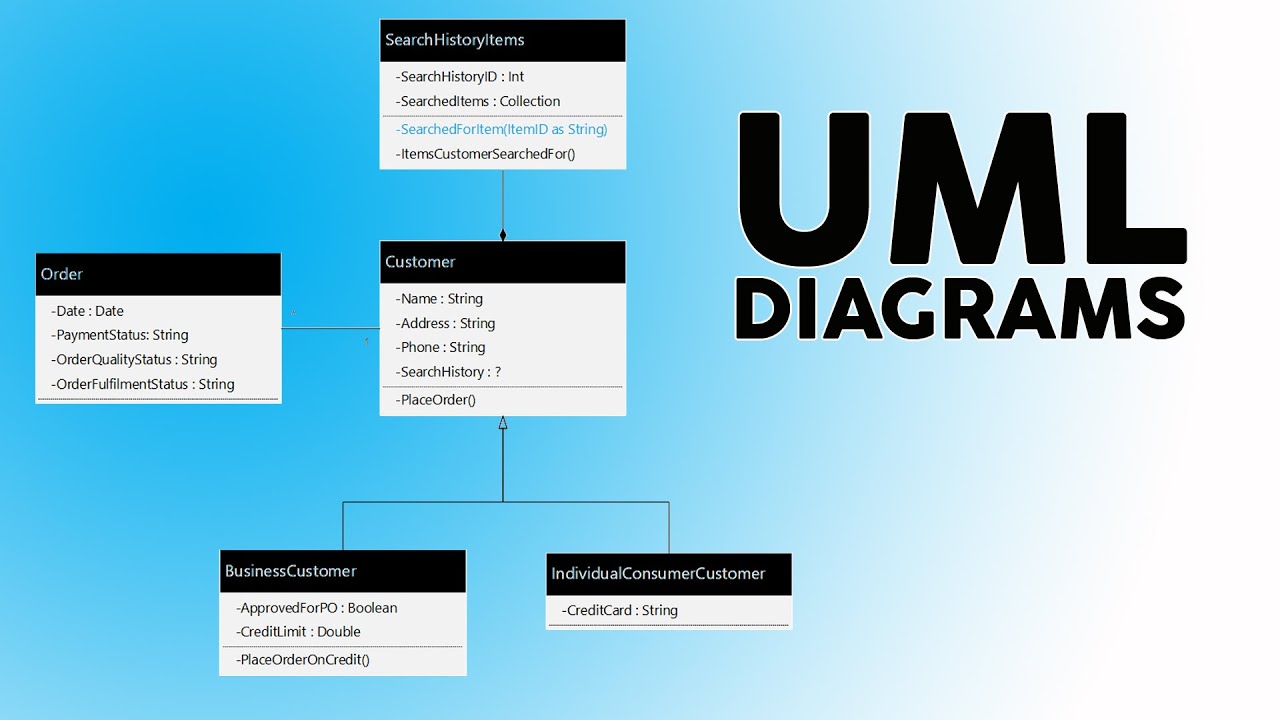 SearchHistoryItems
-SearchHistoryID : Int
-SearchedItems : Collection
-SearchedForItem(ItemID as String)
-ItemsCustomerSearchedFor()
UML
DIAGRAMS
Order
-Date : Date
-PaymentStatus: String
-OrderQualityStatus : String
-OrderFulfilmentStatus : String
Customer
-Name : String
-Address : String
-Phone : String
-SearchHistory : ?
-PlaceOrder()
BusinessCustomer
-ApprovedForPO : Boolean
-CreditLimit : Double
-PlaceOrderOnCredit()
IndividualConsumerCustomer
-CreditCard : String